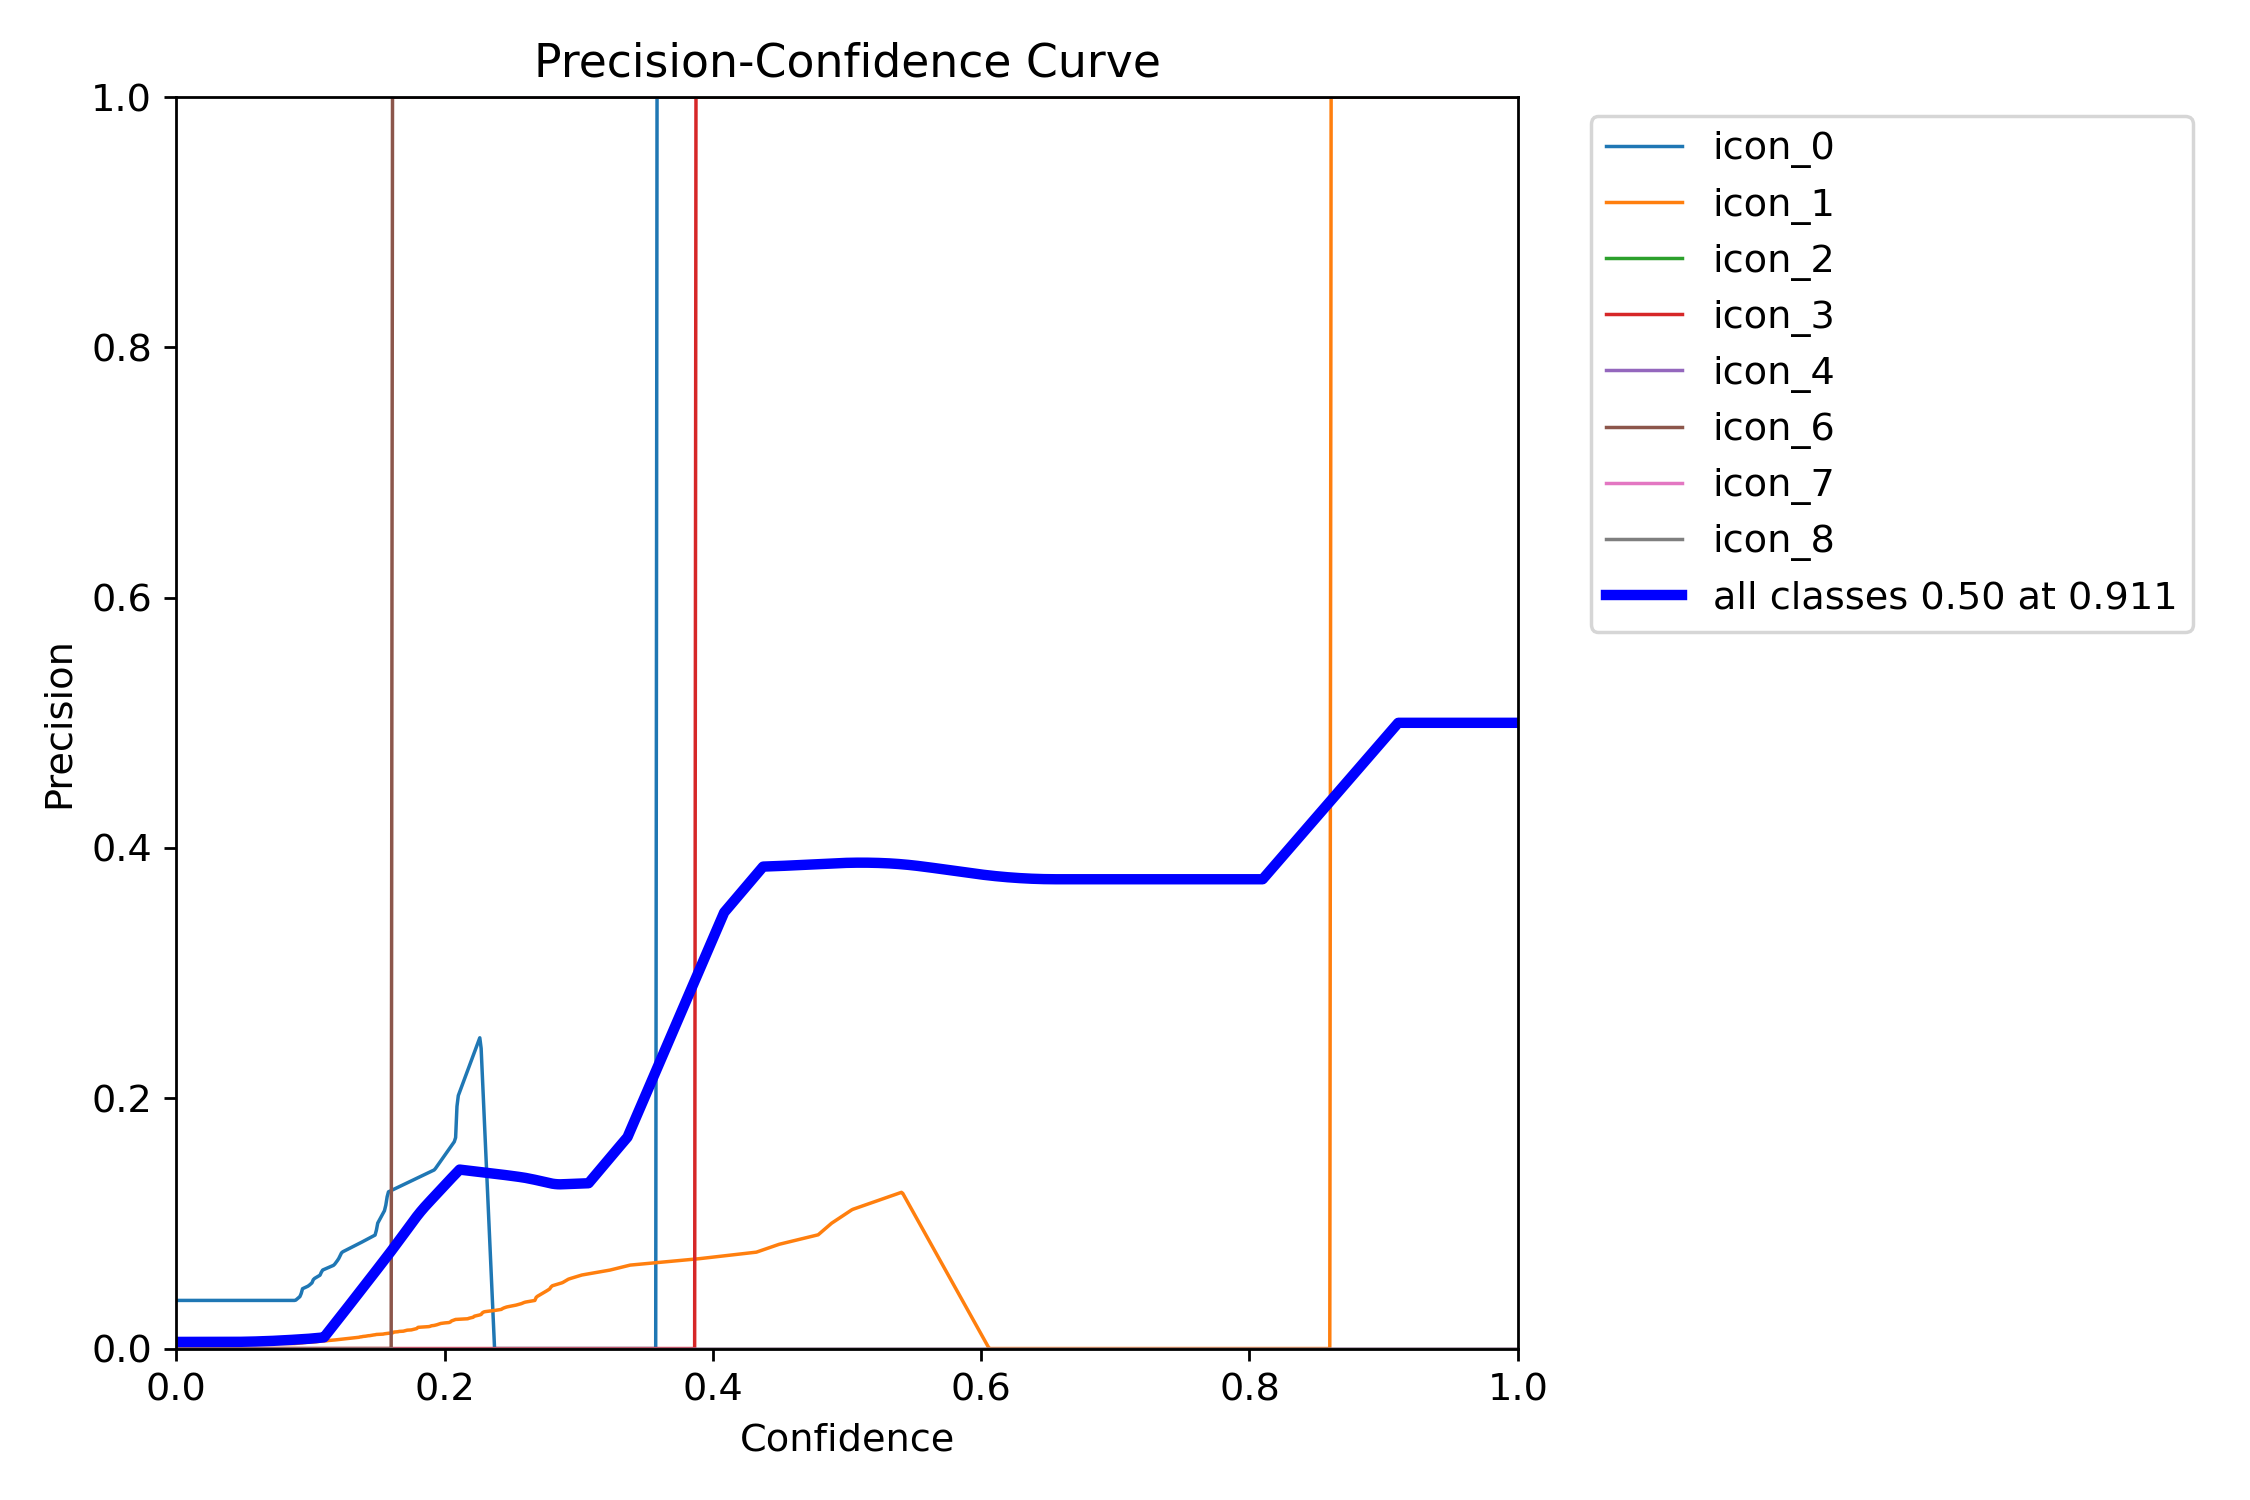 Precision-Confidence Curve
1.0
0.8
0.6
0.4
0.2
0.0
Precision
0.0 0.2 0.4 0.6 0.8 1.0
Confidence
icon_0
icon_1
icon_2
icon_3
icon_4
icon_6
icon_7
icon_8
all classes 0.50 at 0.911